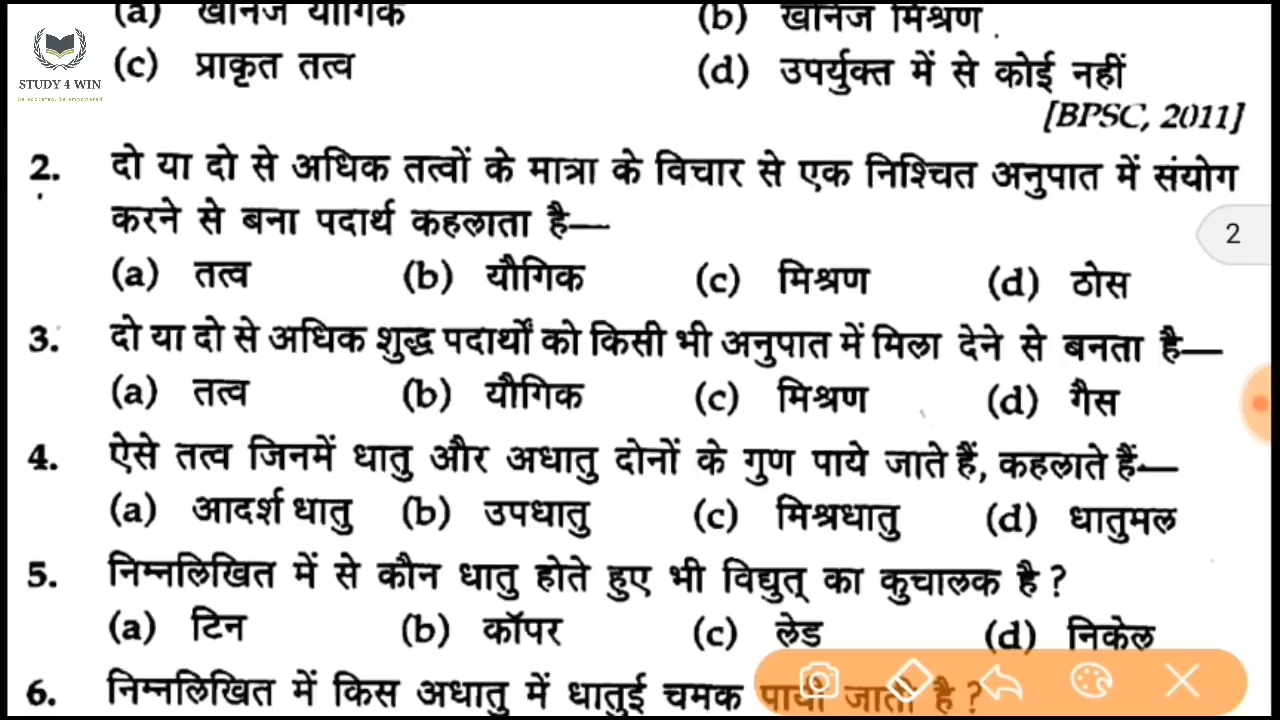 (a) खनिज यौगिक (b) खनिज मिश्रण
STUDY 4 WIN
(c) प्राकृत तत्व (d) उपर्युक्त में से कोई नहीं
[BPSC, 2011]
2. दो या दो से अधिक तत्वों के मात्रा के विचार से एक निश्चित अनुपात में संयोग
करने से बना पदार्थ कहलाता है—
2
(a) तत्व (b) यौगिक (c) मिश्रण (d) ठोस
3. दो या दो से अधिक शुद्ध पदार्थों को किसी भी अनुपात में मिला देने से बनता है—
(a) तत्व (b) यौगिक (c) मिश्रण (d) गैस
4. ऐसे तत्व जिनमें धातु और अधातु दोनों के गुण पाये जाते हैं, कहलाते हैं—
(a) आदर्श धातु (b) उपधातु (c) मिश्रधातु (d) धातुमल
5. निम्नलिखित में से कौन धातु होते हुए भी विद्युत् का कुचालक है ?
(a) टिन (b) कॉपर (c) लेड (d) निकेल
6. निम्नलिखित में किस अधातु में धातुई चमक पायी जाती है ?